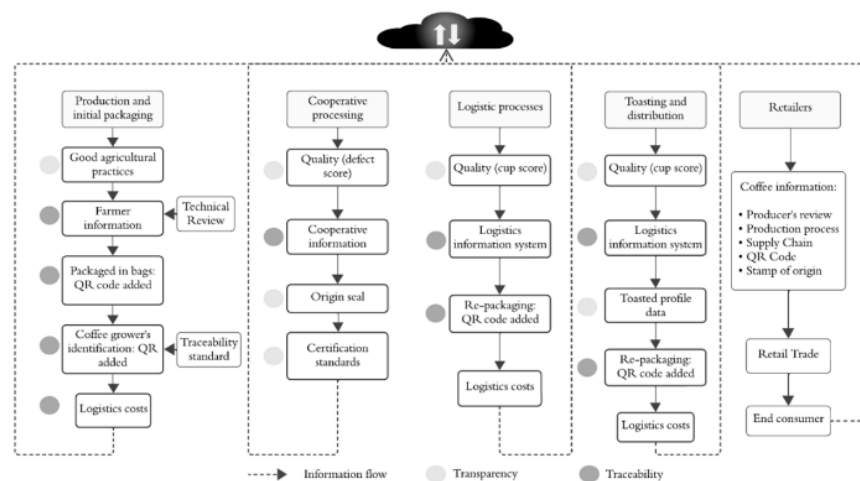 Production and
initial packaging
Good agricultural
practices
Farmer
information
Technical
Review
Packaged in bags:
QR code added
Coffee grower's
identification: QR
added
Traceability
standard
Logistics costs
Cooperative
processing
Quality (defect
score)
Cooperative
information
Origin seal
Certification
standards
Logistic processes
Quality (cup score)
Logistics
information system
Re-packaging:
QR code added
Logistics costs
Toasting and
distribution
Quality (cup score)
Logistics
information system
Toasted profile
data
Re-packaging:
QR code added
Logistics costs
Retailers
Coffee information:
• Producer's review
• Production process
• Supply Chain
• QR Code
• Stamp of origin
Retail Trade
End consumer
Information flow
Transparency
Traceability